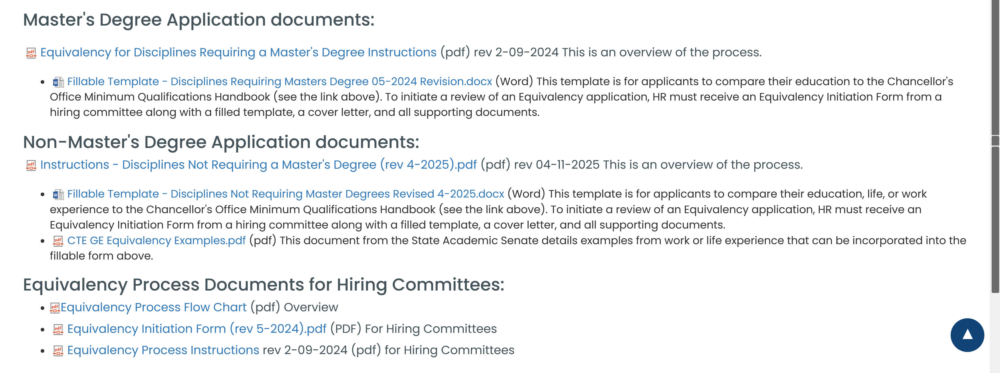 Master's Degree Application documents:
Equivalency for Disciplines Requiring a Master's Degree Instructions (pdf) rev 2-09-2024 This is an overview of the process.
Fillable Template - Disciplines Requiring Masters Degree 05-2024 Revision.docx (Word) This template is for applicants to compare their education to the Chancellor's
Office Minimum Qualifications Handbook (see the link above). To initiate a review of an Equivalency application, HR must receive an Equivalency Initiation Form from a
hiring committee along with a filled template, a cover letter, and all supporting documents.
Non-Master's Degree Application documents:
Instructions - Disciplines Not Requiring a Master's Degree (rev 4-2025).pdf (pdf) rev 04-11-2025 This is an overview of the process.
Fillable Template - Disciplines Not Requiring Master Degrees Revised 4-2025.docx (Word) This template is for applicants to compare their education, life, or work
experience to the Chancellor's Office Minimum Qualifications Handbook (see the link above). To initiate a review of an Equivalency application, HR must receive an
Equivalency Initiation Form from a hiring committee along with a filled template, a cover letter, and all supporting documents.
CTE GE Equivalency Examples.pdf (pdf) This document from the State Academic Senate details examples from work or life experience that can be incorporated into the
fillable form above.
Equivalency Process Documents for Hiring Committees:
Equivalency Process Flow Chart (pdf) Overview
Equivalency Initiation Form (rev 5-2024).pdf (PDF) For Hiring Committees
Equivalency Process Instructions rev 2-09-2024 (pdf) for Hiring Committees